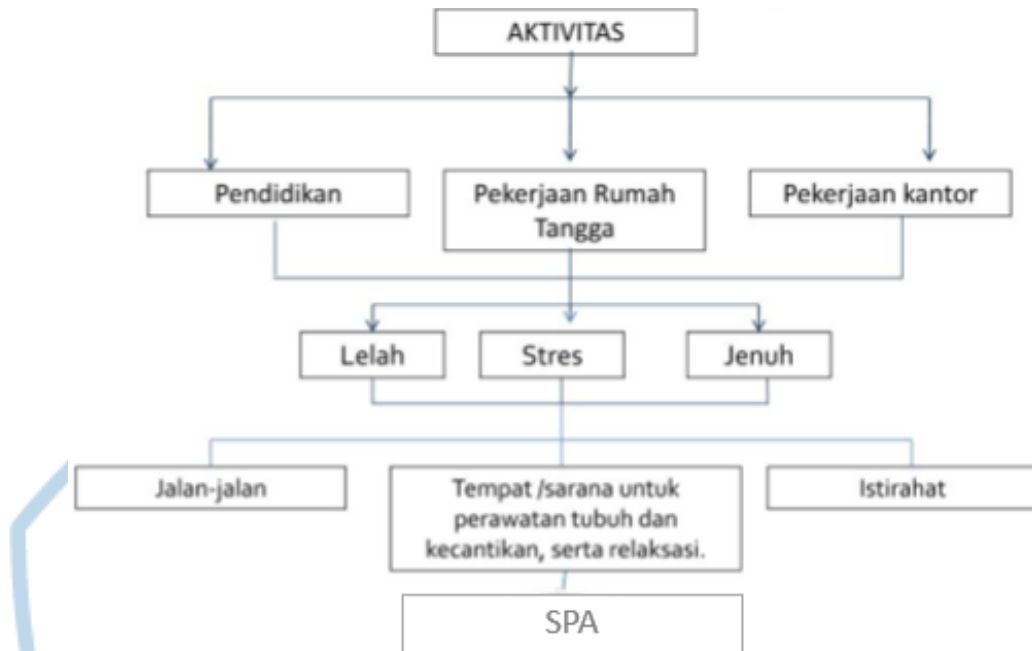 AKTIVITAS
Pendidikan
Pekerjaan Rumah
Tangga
Pekerjaan kantor
Lelah
Stres
Jenuh
Jalan-jalan
Tempat /sarana untuk
perawatan tubuh dan
kecantikan, serta relaksasi.
Istirahat
SPA